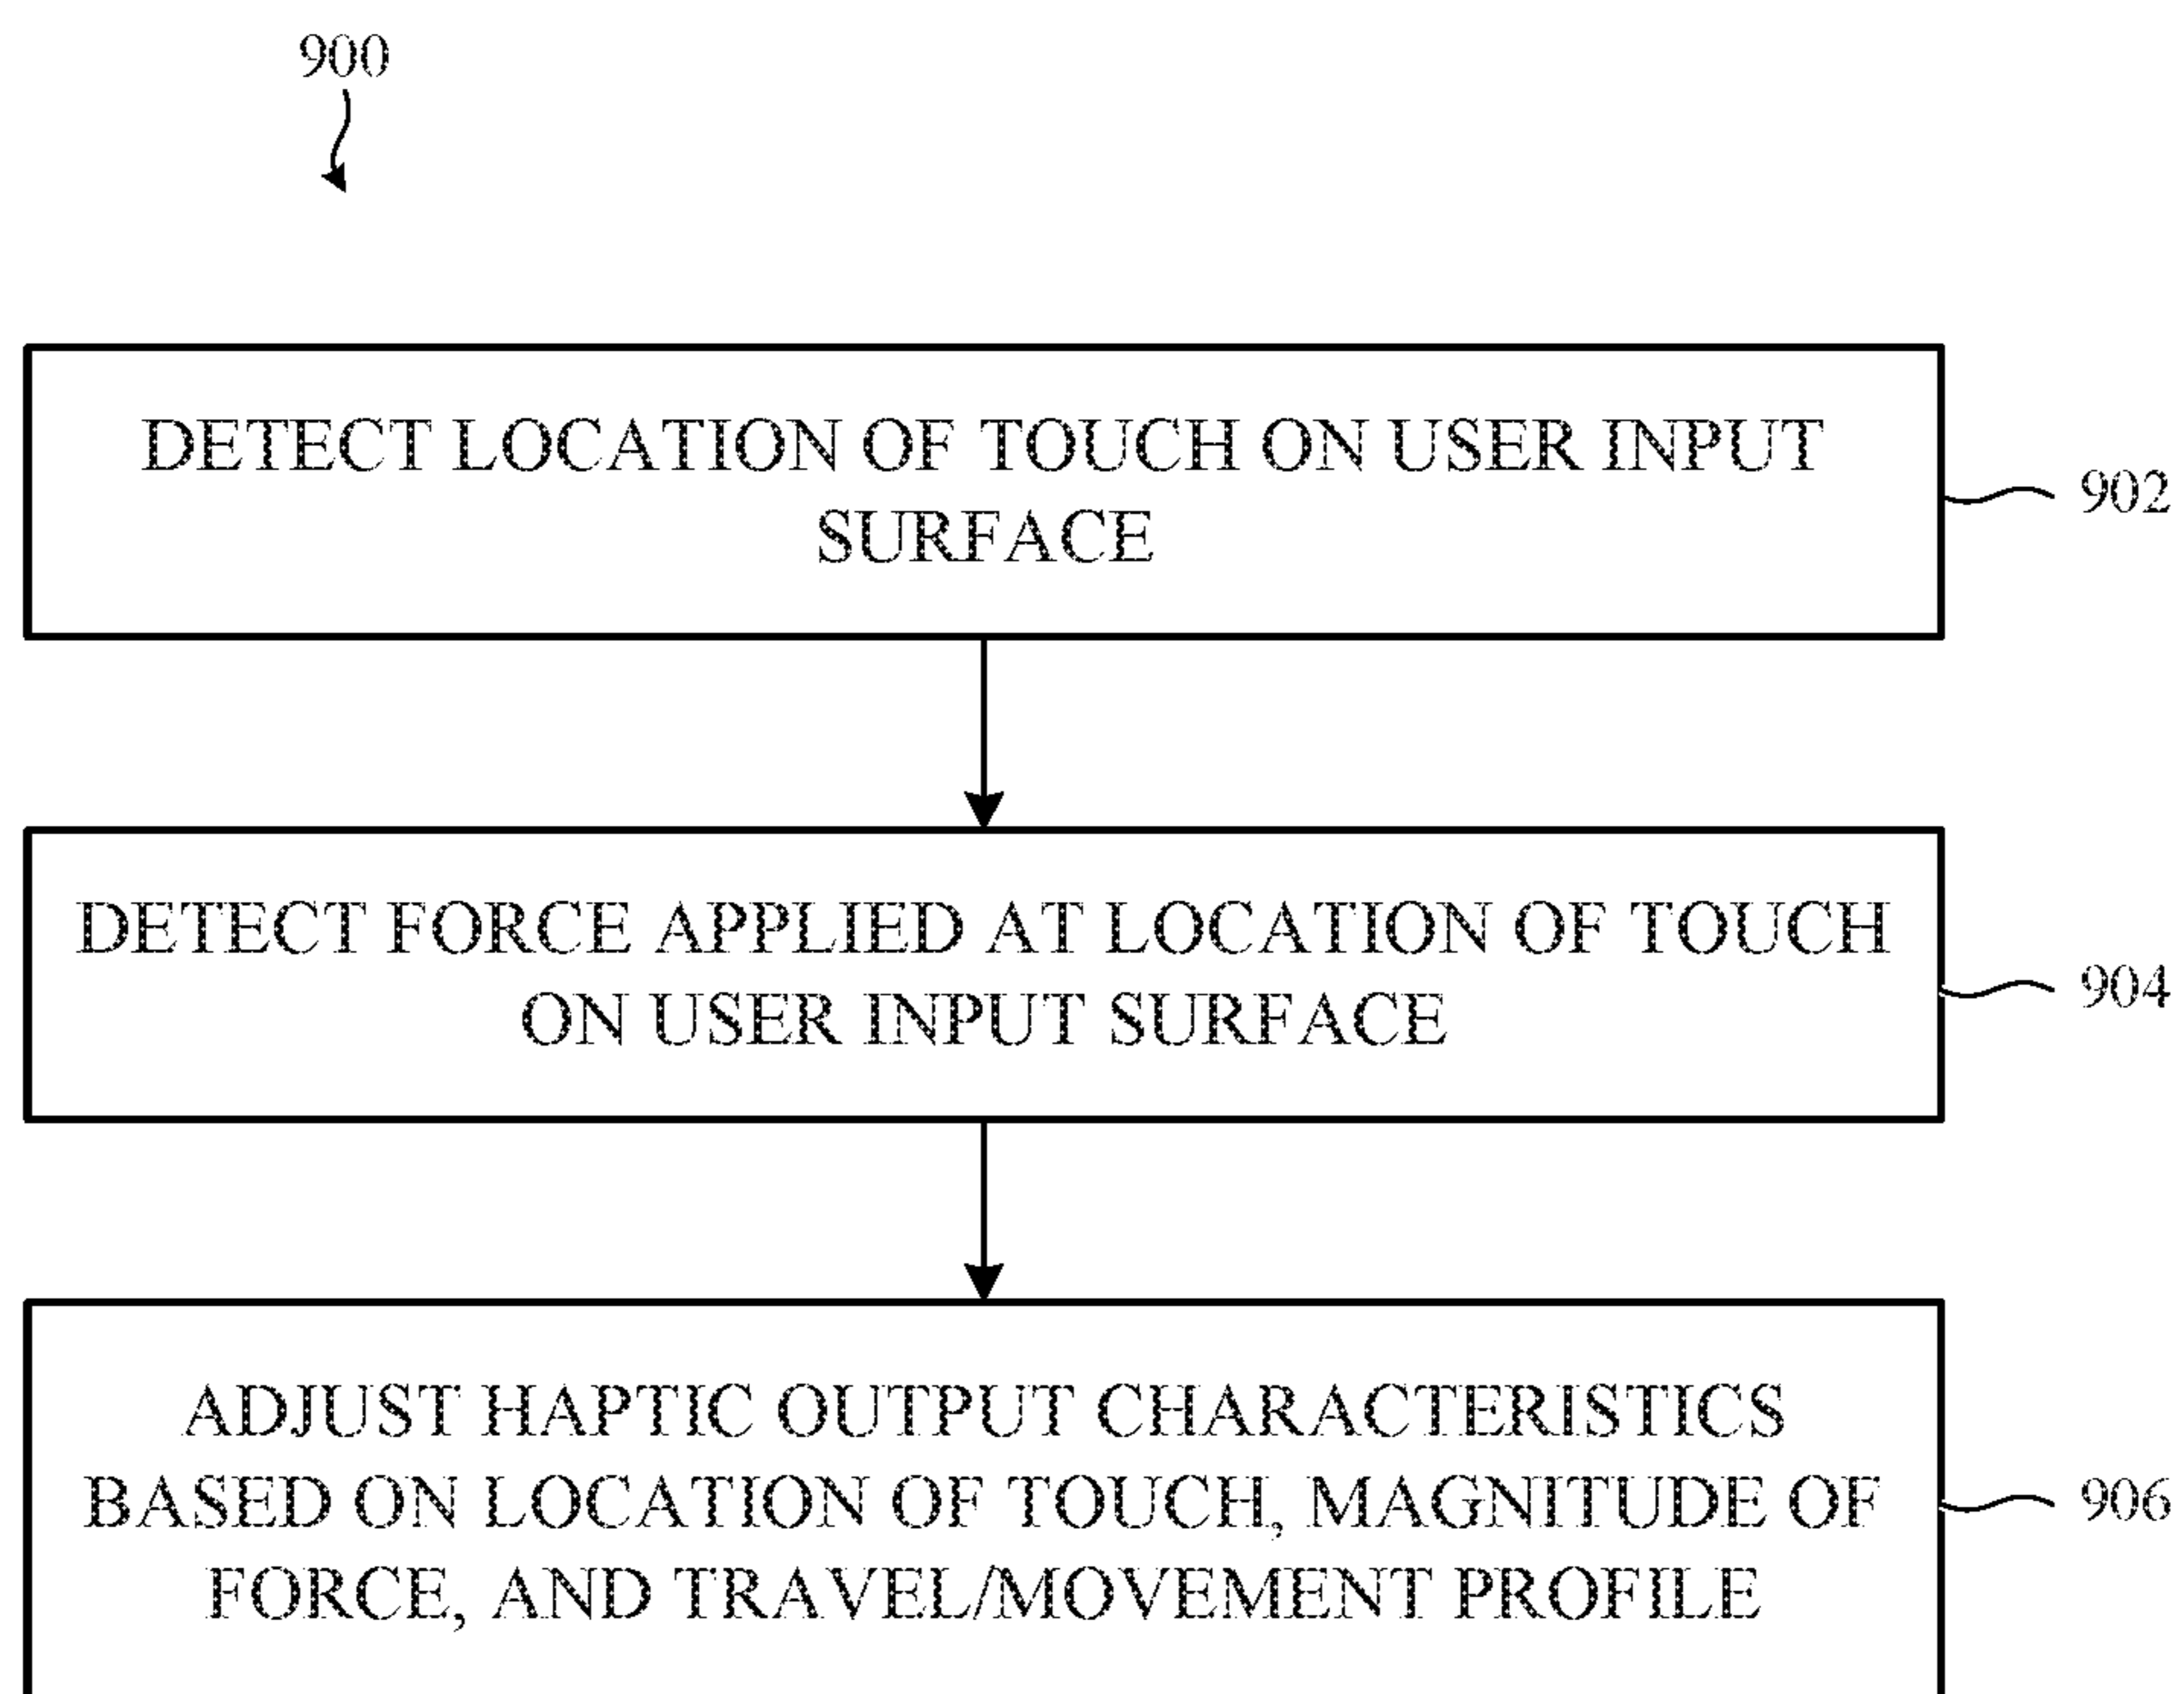 900
DETECT LOCATION OF TOUCH ON USER INPUT
SURFACE
902
DETECT FORCE APPLIED AT LOCATION OF TOUCH
ON USER INPUT SURFACE
904
ADJUST HAPTIC OUTPUT CHARACTERISTICS
BASED ON LOCATION OF TOUCH, MAGNITUDE OF
FORCE, AND TRAVEL/MOVEMENT PROFILE
906